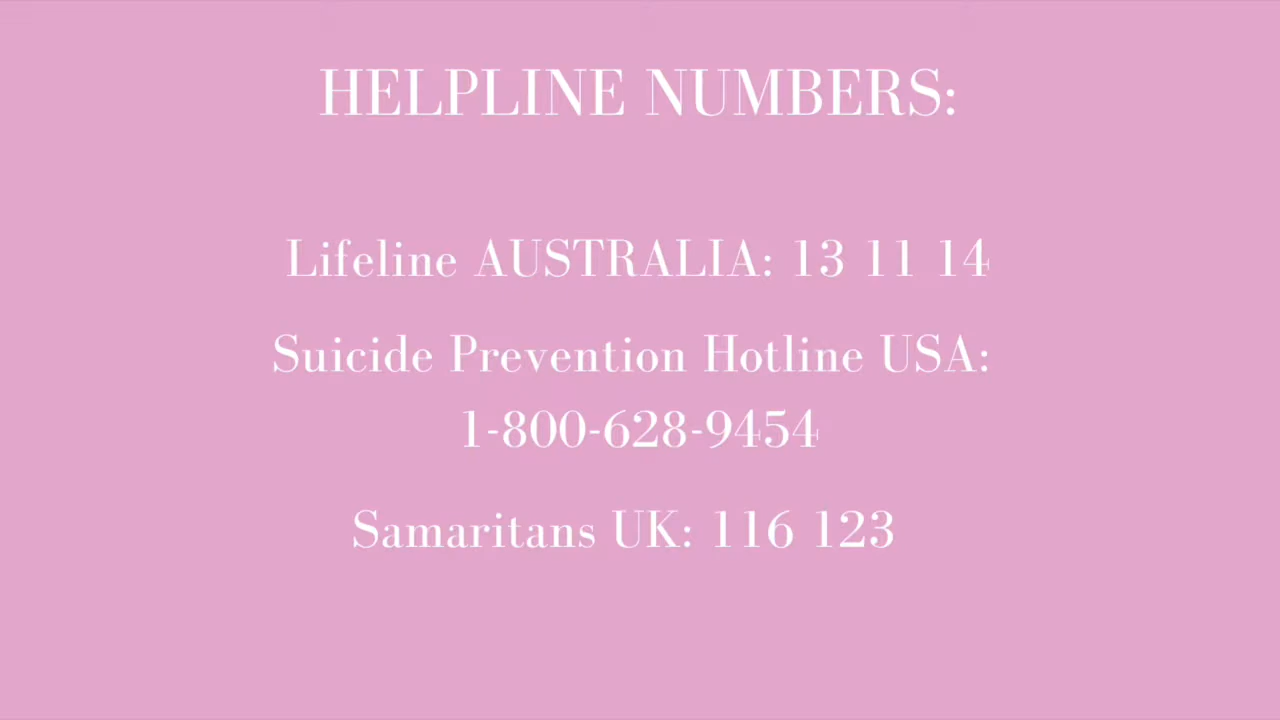 HELPLINE NUMBERS:
Lifeline AUSTRALIA: 13 11 14
Suicide Prevention Hotline USA:
1-800-628-9454
Samaritans UK: 116 123